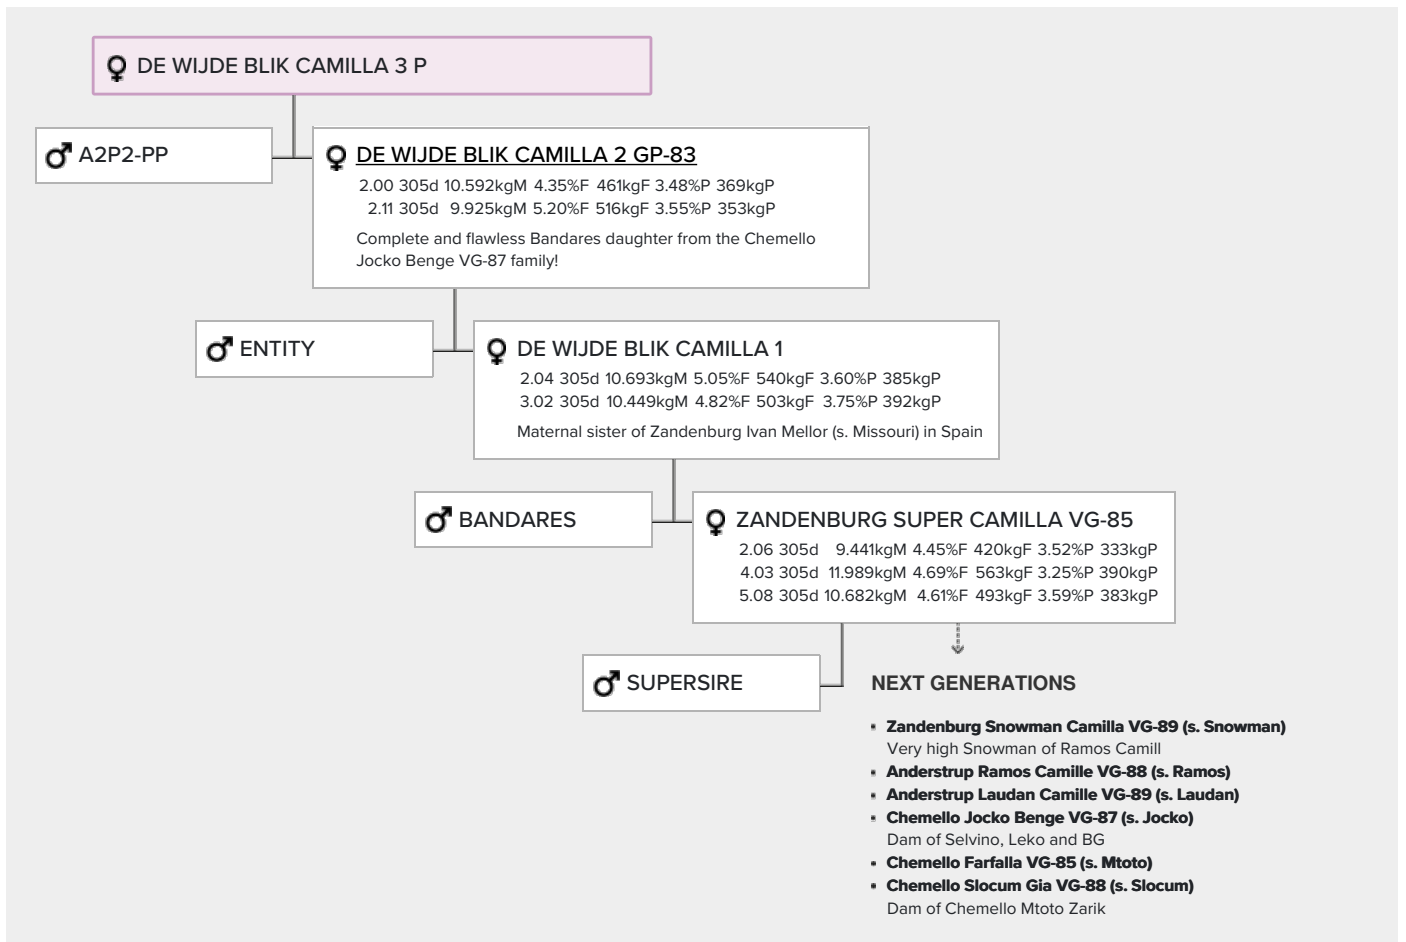 DE WIJDE BLIK CAMILLA 3 P
A2P2-PP
DE WIJDE BLIK CAMILLA 2 GP-83
2.00 305d 10.592kgM 4.35%F 461kgF 3.48%P 369kgP
2.11 305d 9.925kgM 5.20%F 516kgF 3.55%P 353kgP
Complete and flawless Bandares daughter from the Chemello
Jocko Benge VG-87 family!
ENTITY
DE WIJDE BLIK CAMILLA 1
2.04 305d 10.693kgM 5.05%F 540kgF 3.60%P 385kgP
3.02 305d 10.449kgM 4.82%F 503kgF 3.75%P 392kgP
Maternal sister of Zandenburg Ivan Mellor (s. Missouri) in Spain
BANDARES
ZANDENBURG SUPER CAMILLA VG-85
2.06 305d 9.441kgM 4.45%F 420kgF 3.52%P 333kgP
4.03 305d 11.989kgM 4.69%F 563kgF 3.25%P 390kgP
5.08 305d 10.682kgM 4.61%F 493kgF 3.59%P 383kgP
SUPERSIRE
NEXT GENERATIONS
Zandenburg Snowman Camilla VG-89 (s. Snowman)
Very high Snowman of Ramos Camill
Anderstrup Ramos Camille VG-88 (s. Ramos)
Anderstrup Laudan Camille VG-89 (s. Laudan)
Chemello Jocko Benge VG-87 (s. Jocko)
Dam of Selvino, Leko and BG
Chemello Farfalla VG-85 (s. Mtoto)
Chemello Slocum Gia VG-88 (s. Slocum)
Dam of Chemello Mtoto Zarik